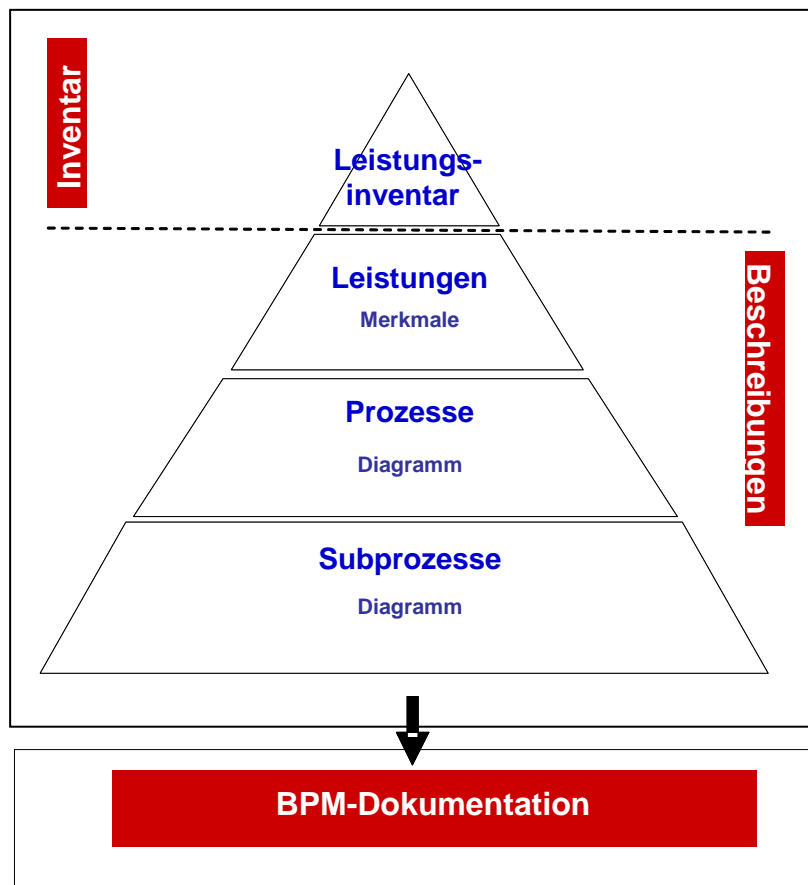 Inventar
Leistungs-
inventar
Leistungen
Merkmale
Beschreibungen
Prozesse
Diagramm
Subprozesse
Diagramm
BPM-Dokumentation